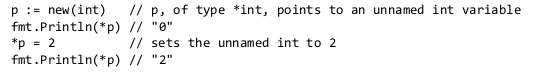 p := new(int)   // p, of type *int, points to an unnamed int variable
fmt.Println(*p) // "0"
*p = 2          // sets the unnamed int to 2
fmt.Println(*p) // "2"